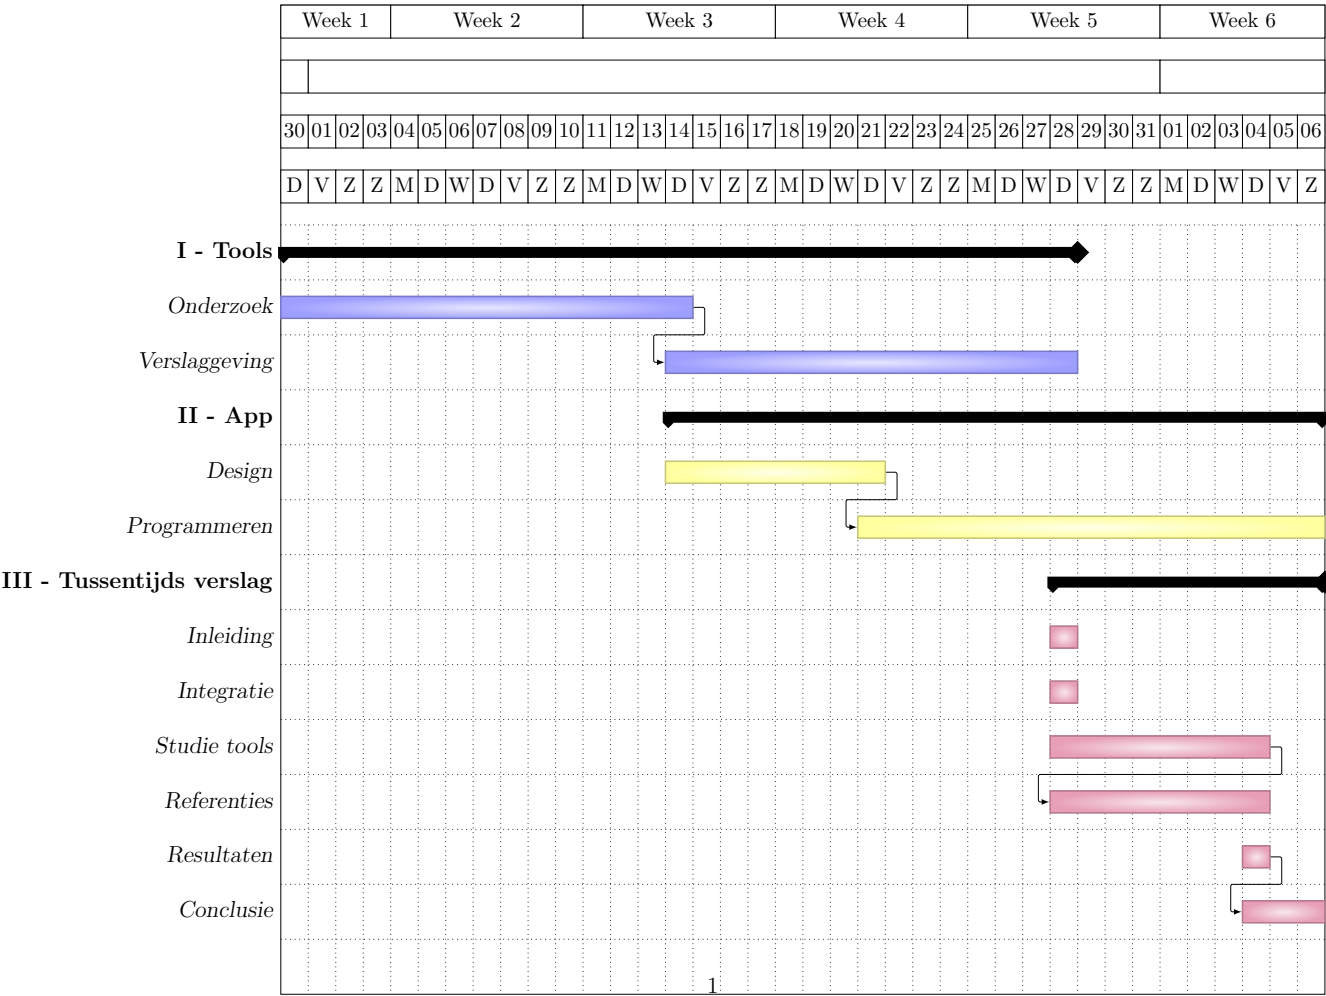 Week 1 Week 2 Week 3 Week 4 Week 5 Week 6
30 01 02 03 04 05 06 07 08 09 10 11 12 13 14 15 16 17 18 19 20 21 22 23 24 25 26 27 28 29 30 31 01 02 03 04 05 06
D V Z Z M D W D V Z Z M D W D V Z Z M D W D V Z Z M D W D V Z Z M D W D V Z
I - Tools
Onderzoek
Verslaggeving
II - App
Design
Programmeren
III - Tussentijds verslag
Inleiding
Integratie
Studie tools
Referenties
Resultaten
Conclusie
1